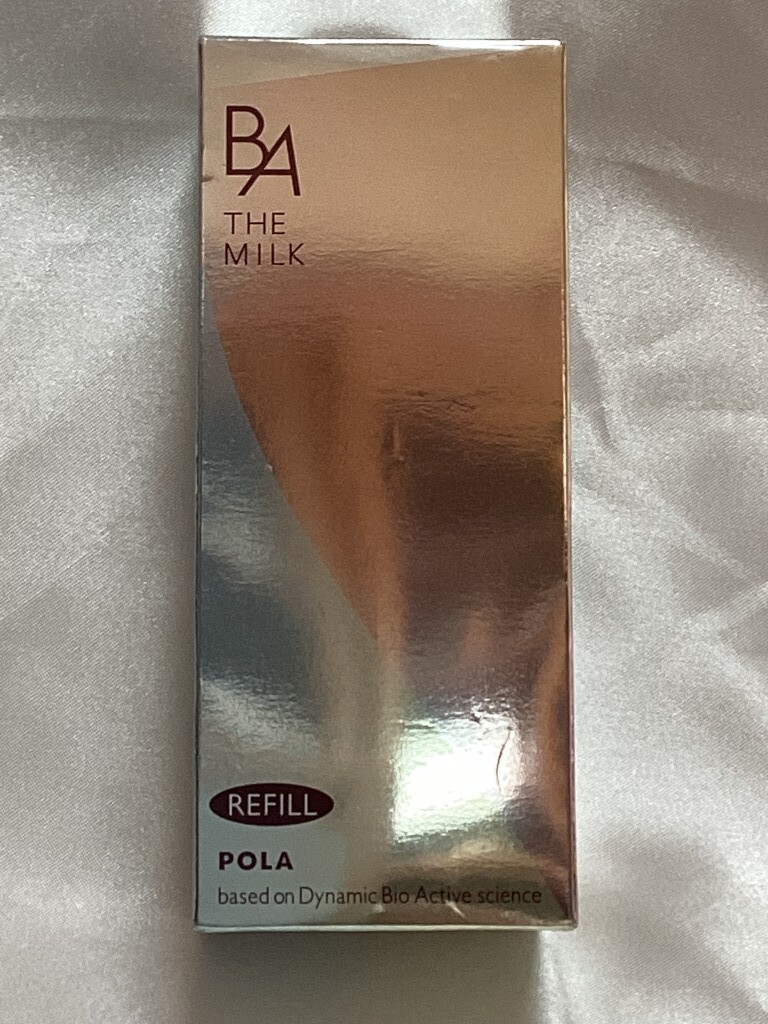 BA
THE
MILK
REFILL
POLA
based on Dynamic Bio Active science